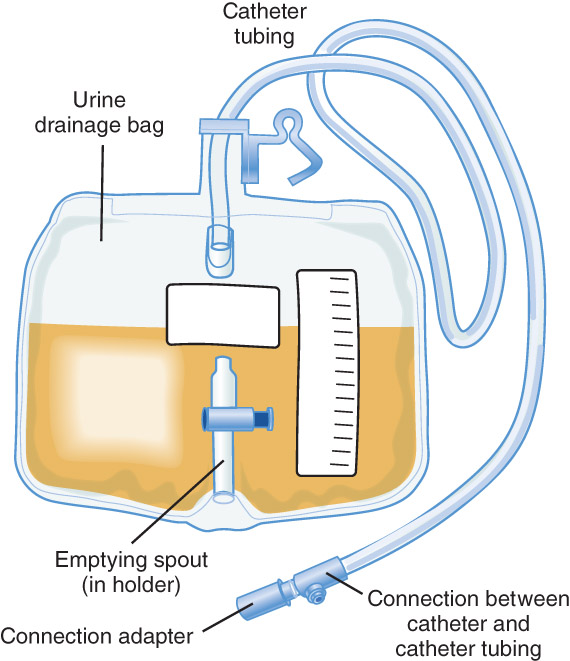 Catheter
tubing
Urine
drainage bag
Emptying spout
(in holder)
Connection adapter
Connection between
catheter and
catheter tubing